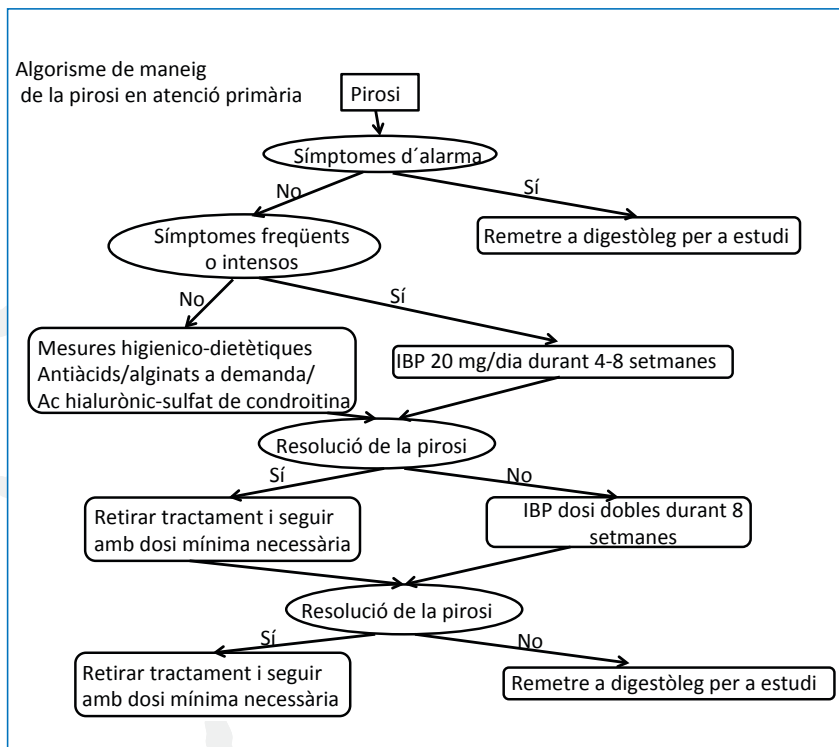 Algorisme de maneig
de la pirosi en atenció primària
Pirosi
Símptomes d´alarma
No
Sí
Símptomes freqüents
o intensos
Remetre a digestòleg per a estudi
No
Sí
Mesures higienico-dietètiques
Antiàcids/alginats a demanda/
Ac hialurònic-sulfat de condroitina
IBP 20 mg/dia durant 4-8 setmanes
Resolució de la pirosi
Sí
No
Retirar tractament i seguir
amb dosi mínima necessària
IBP dosi dobles durant 8
setmanes
Resolució de la pirosi
Sí
No
Retirar tractament i seguir
amb dosi mínima necessària
Remetre a digestòleg per a estudi